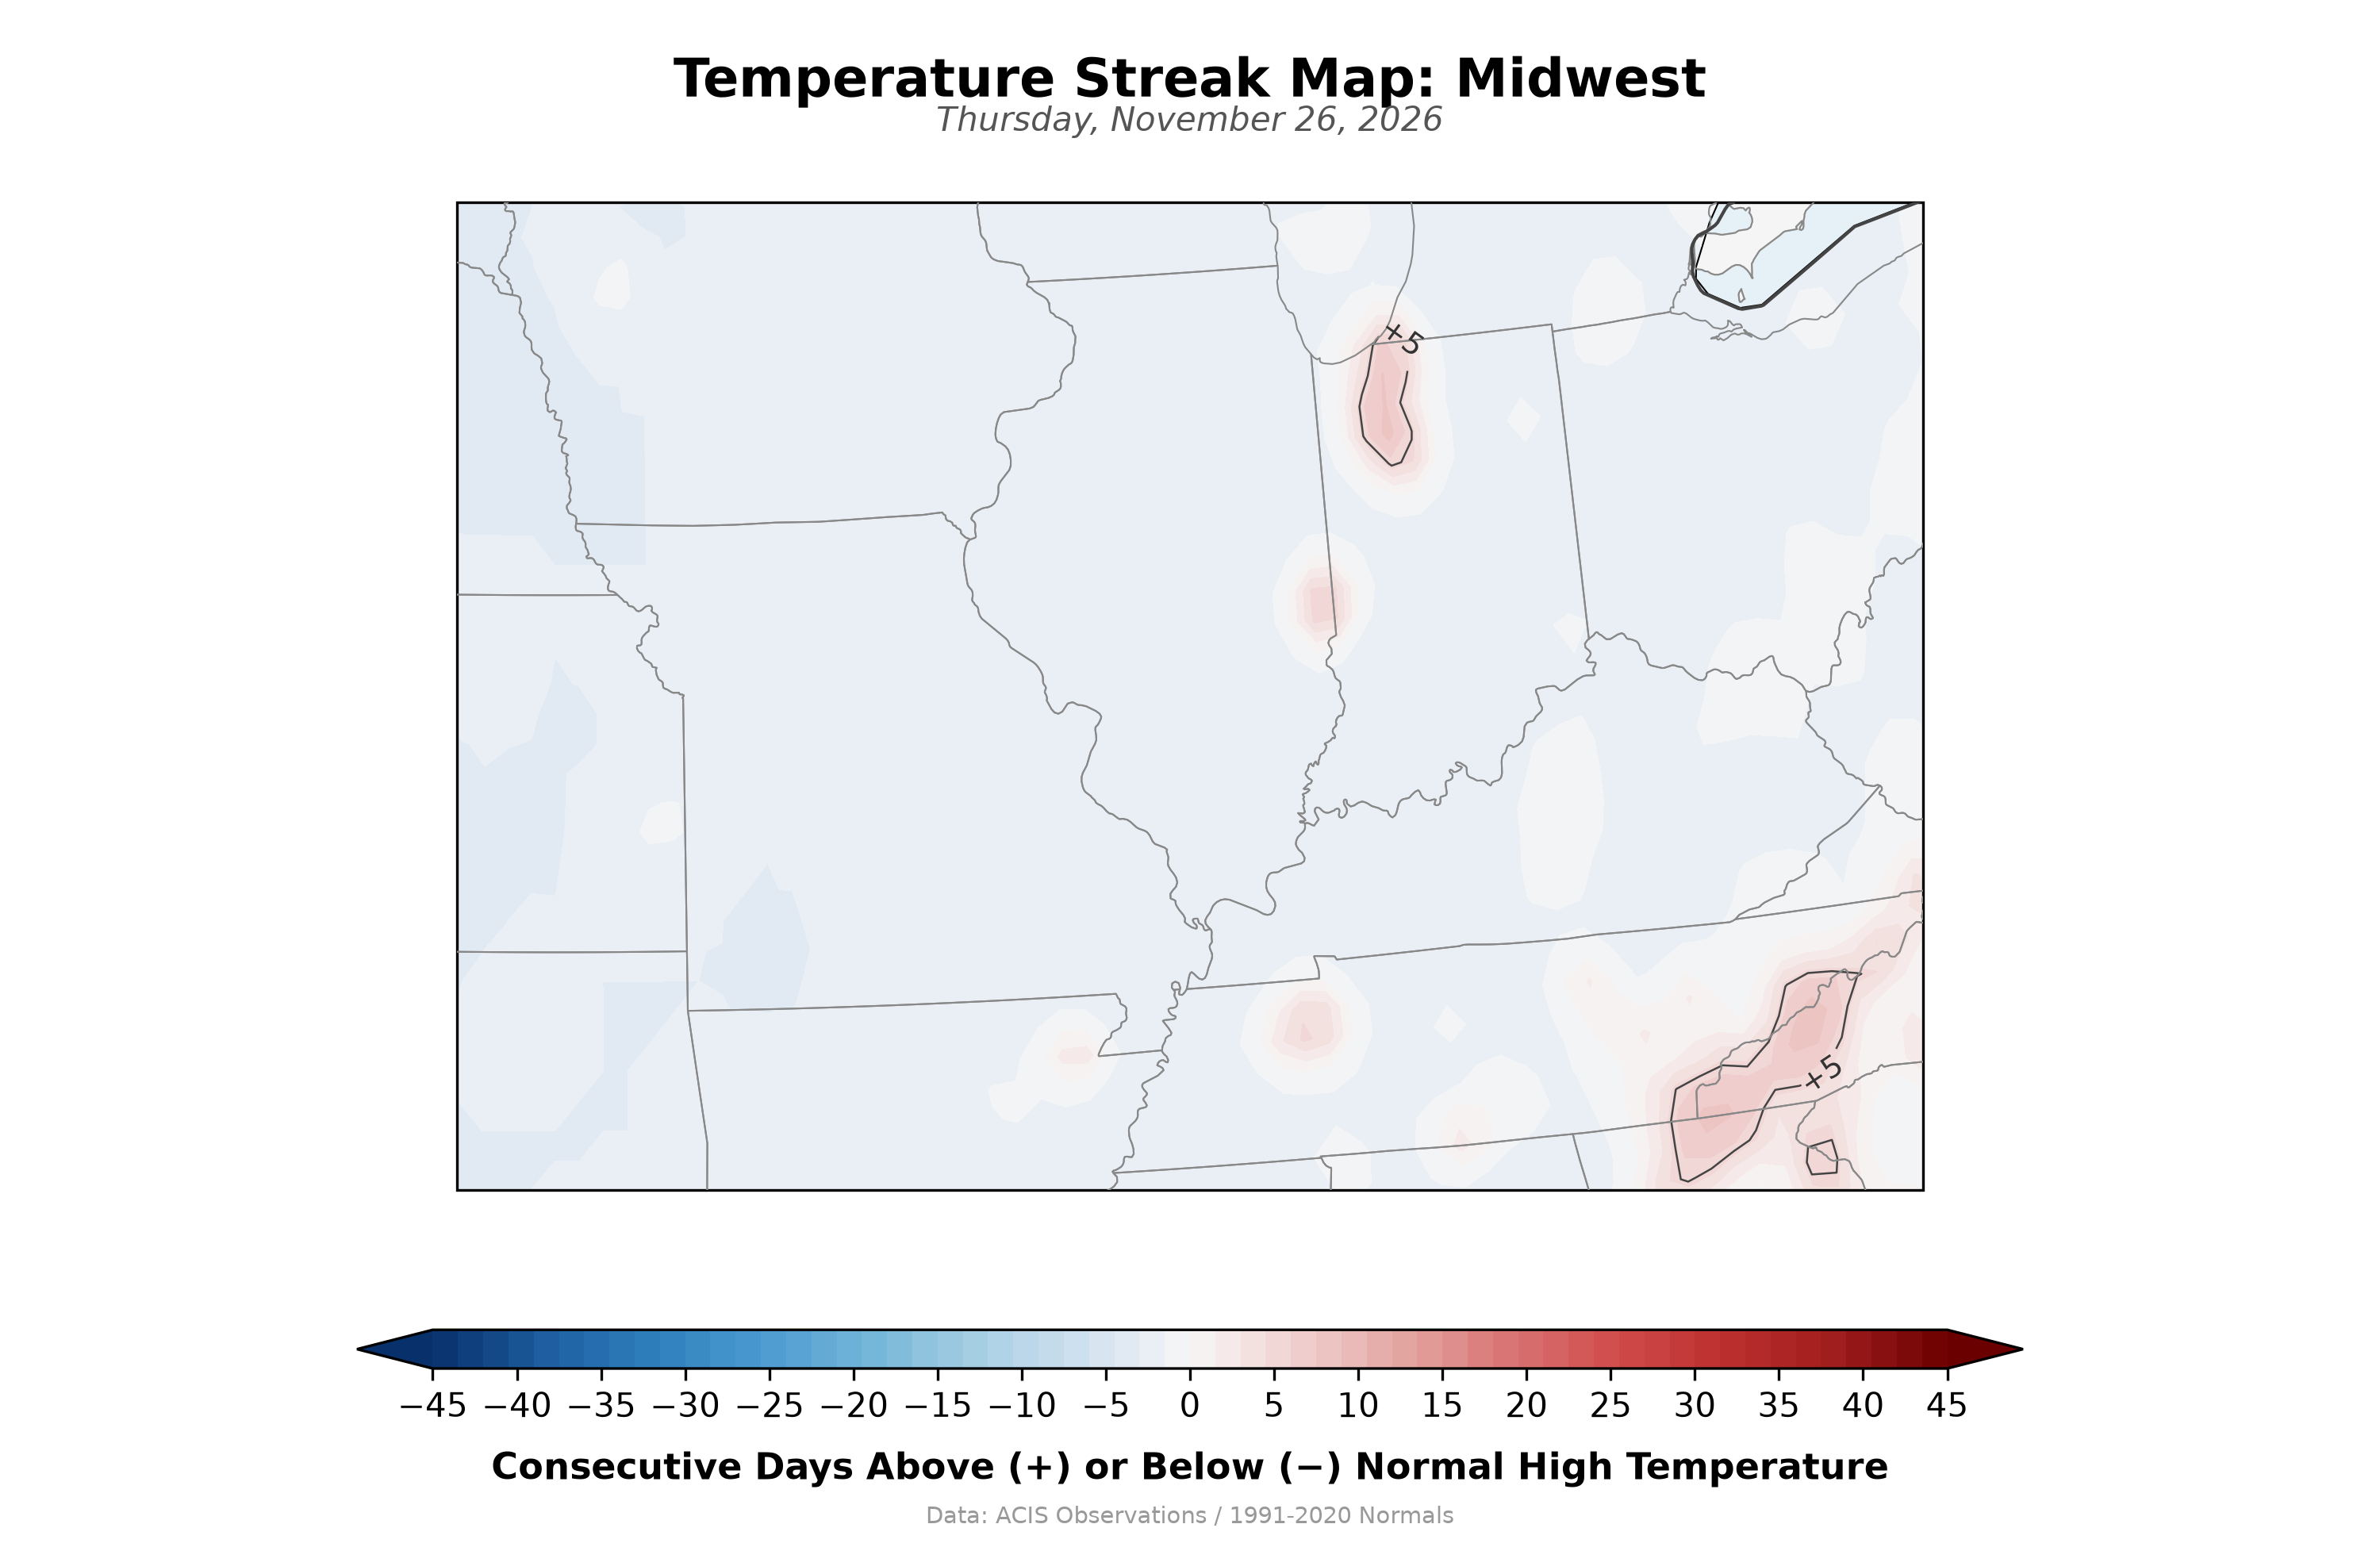 Temperature Streak Map: Midwest
Thursday, November 26, 2026
+5
+5
−45 −40 −35 −30 −25 −20 −15 −10 −5 0 5 10 15 20 25 30 35 40 45
Consecutive Days Above (+) or Below (−) Normal High Temperature
Data: ACIS Observations / 1991-2020 Normals